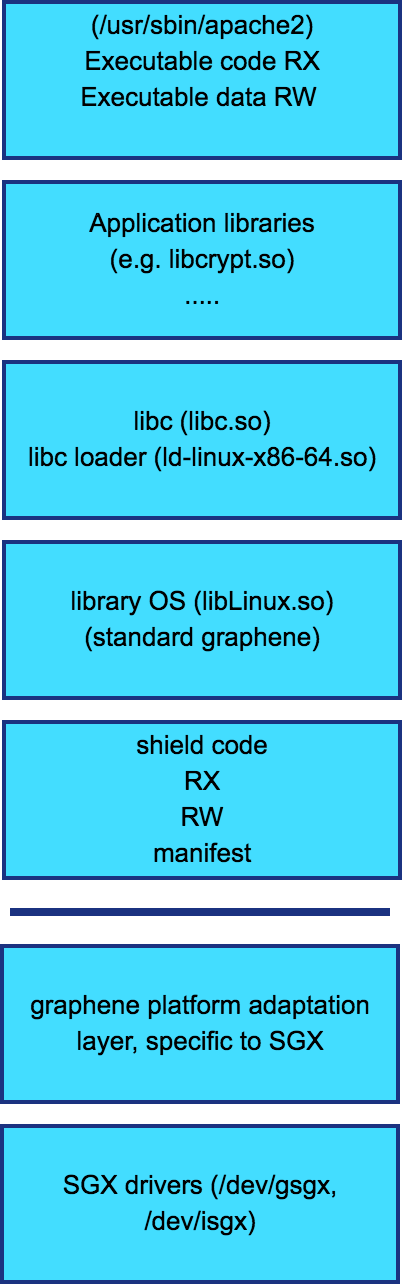 (/usr/sbin/apache2)
Executable code RX
Executable data RW
Application libraries
(e.g. libcrypt.so)
.....
libc (libc.so)
libc loader (ld-linux-x86-64.so)
library OS (libLinux.so)
(standard graphene)
shield code
RX
RW
manifest
graphene platform adaptation
layer, specific to SGX
SGX drivers (/dev/gsgx,
/dev/isgx)